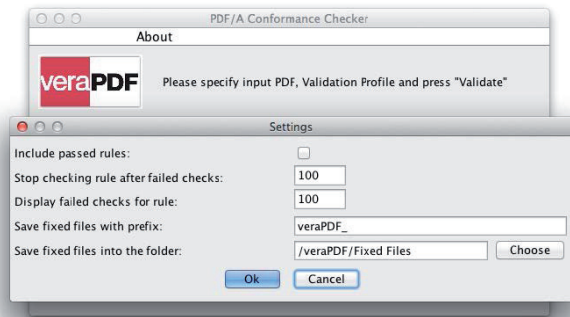 PDF/A Conformance Checker
About
veraPDF
Please specify input PDF, Validation Profile and press "Validate"
Settings
Include passed rules:
Stop checking rule after failed checks: 100
Display failed checks for rule: 100
Save fixed files with prefix: veraPDF_
Save fixed files into the folder: /veraPDF/Fixed Files Choose
Ok Cancel